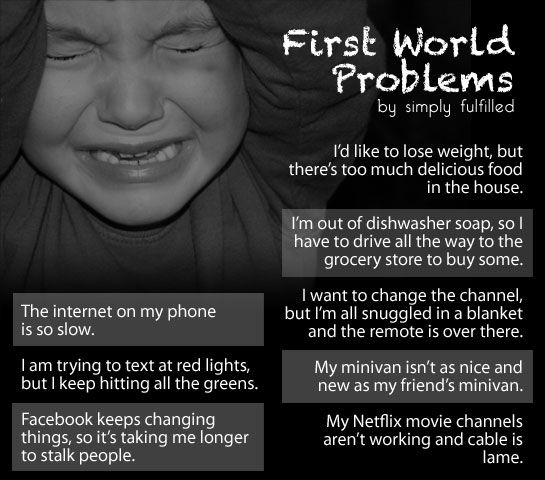 First World
Problems
by simply fulfilled
I'd like to lose weight, but
there's too much delicious food
in the house.
I'm out of dishwasher soap, so I
have to drive all the way to the
grocery store to buy some.
I want to change the channel,
but I'm all snuggled in a blanket
and the remote is over there.
My minivan isn't as nice and
new as my friend's minivan.
My Netflix movie channels
aren't working and cable is
lame.
The internet on my phone
is so slow.
I am trying to text at red lights,
but I keep hitting all the greens.
Facebook keeps changing
things, so it's taking me longer
to stalk people.